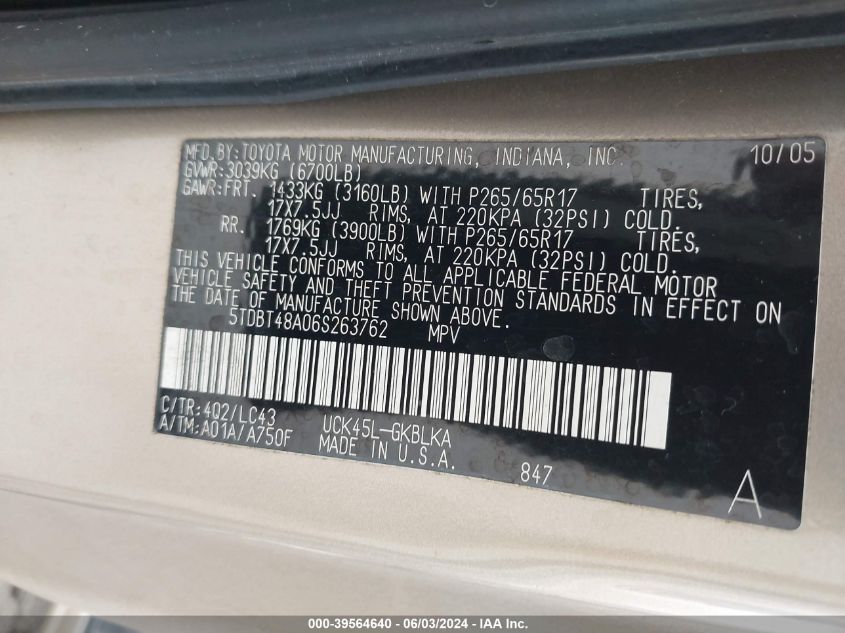 MFD. BY: TOYOTA MOTOR MANUFACTURING, INDIANA, INC. 10/05
GVWR: 3039KG (6700LB)
GAWR: FRT. 1433KG (3160LB) WITH P265/65R17 TIRES,
17X7.5JJ RIMS, AT 220KPA (32PSI) COLD.
RR. 1769KG (3900LB) WITH P265/65R17 TIRES,
17X7.5JJ RIMS, AT 220KPA (32PSI) COLD.
THIS VEHICLE CONFORMS TO ALL APPLICABLE FEDERAL MOTOR
VEHICLE SAFETY AND THEFT PREVENTION STANDARDS IN EFFECT ON
THE DATE OF MANUFACTURE SHOWN ABOVE.
5TDBT48A06S263762 MPV
C/TR: 4Q2/LC43 UCK45L-GKBLKA
A/TM: A01A/A750F MADE IN U.S.A.
847 A
000-39564640 - 06/03/2024 - IAA Inc.